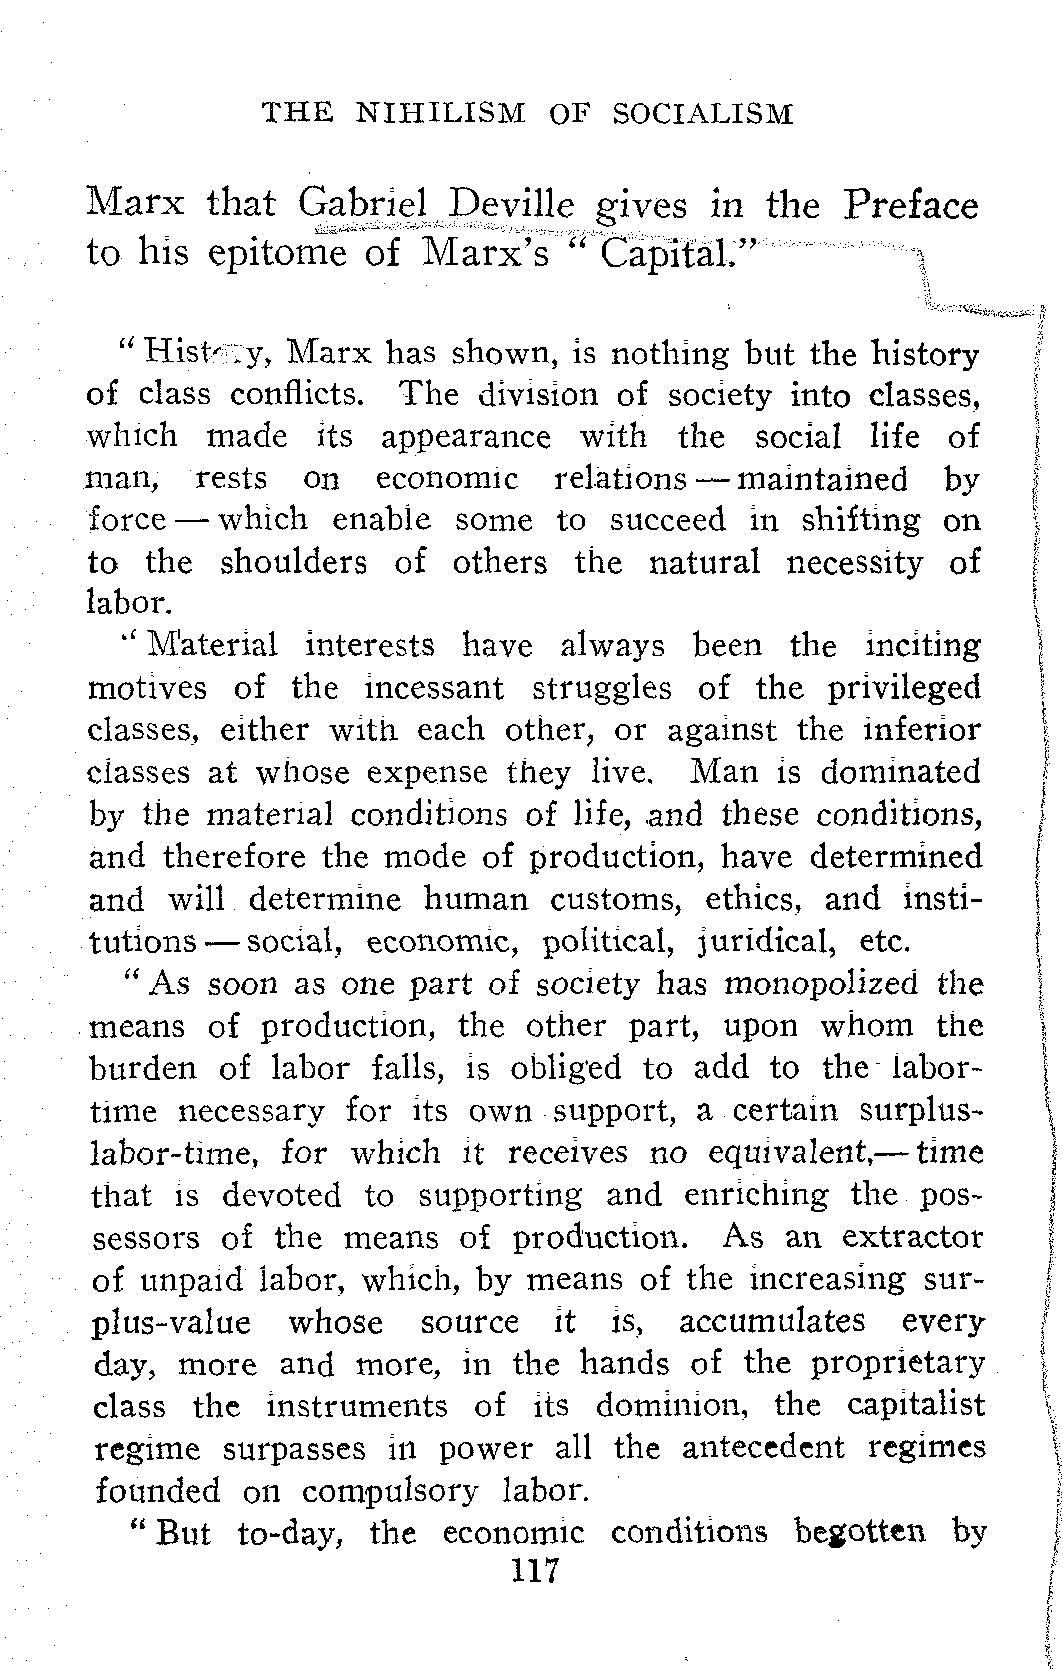 THE NIHILISM OF SOCIALISM
Marx that Gabriel Deville gives in the Preface
to his epitome of Marx's “ Capital.”
“ History, Marx has shown, is nothing but the history
of class conflicts. The division of society into classes,
which made its appearance with the social life of
man, rests on economic relations — maintained by
force — which enable some to succeed in shifting on
to the shoulders of others the natural necessity of
labor.
“ Material interests have always been the inciting
motives of the incessant struggles of the privileged
classes, either with each other, or against the inferior
classes at whose expense they live. Man is dominated
by the material conditions of life, and these conditions,
and therefore the mode of production, have determined
and will determine human customs, ethics, and insti-
tutions — social, economic, political, juridical, etc.
“ As soon as one part of society has monopolized the
means of production, the other part, upon whom the
burden of labor falls, is obliged to add to the labor-
time necessary for its own support, a certain surplus-
labor-time, for which it receives no equivalent,— time
that is devoted to supporting and enriching the pos-
sessors of the means of production. As an extractor
of unpaid labor, which, by means of the increasing sur-
plus-value whose source it is, accumulates every
day, more and more, in the hands of the proprietary
class the instruments of its dominion, the capitalist
regime surpasses in power all the antecedent regimes
founded on compulsory labor.
“ But to-day, the economic conditions begotten by
117